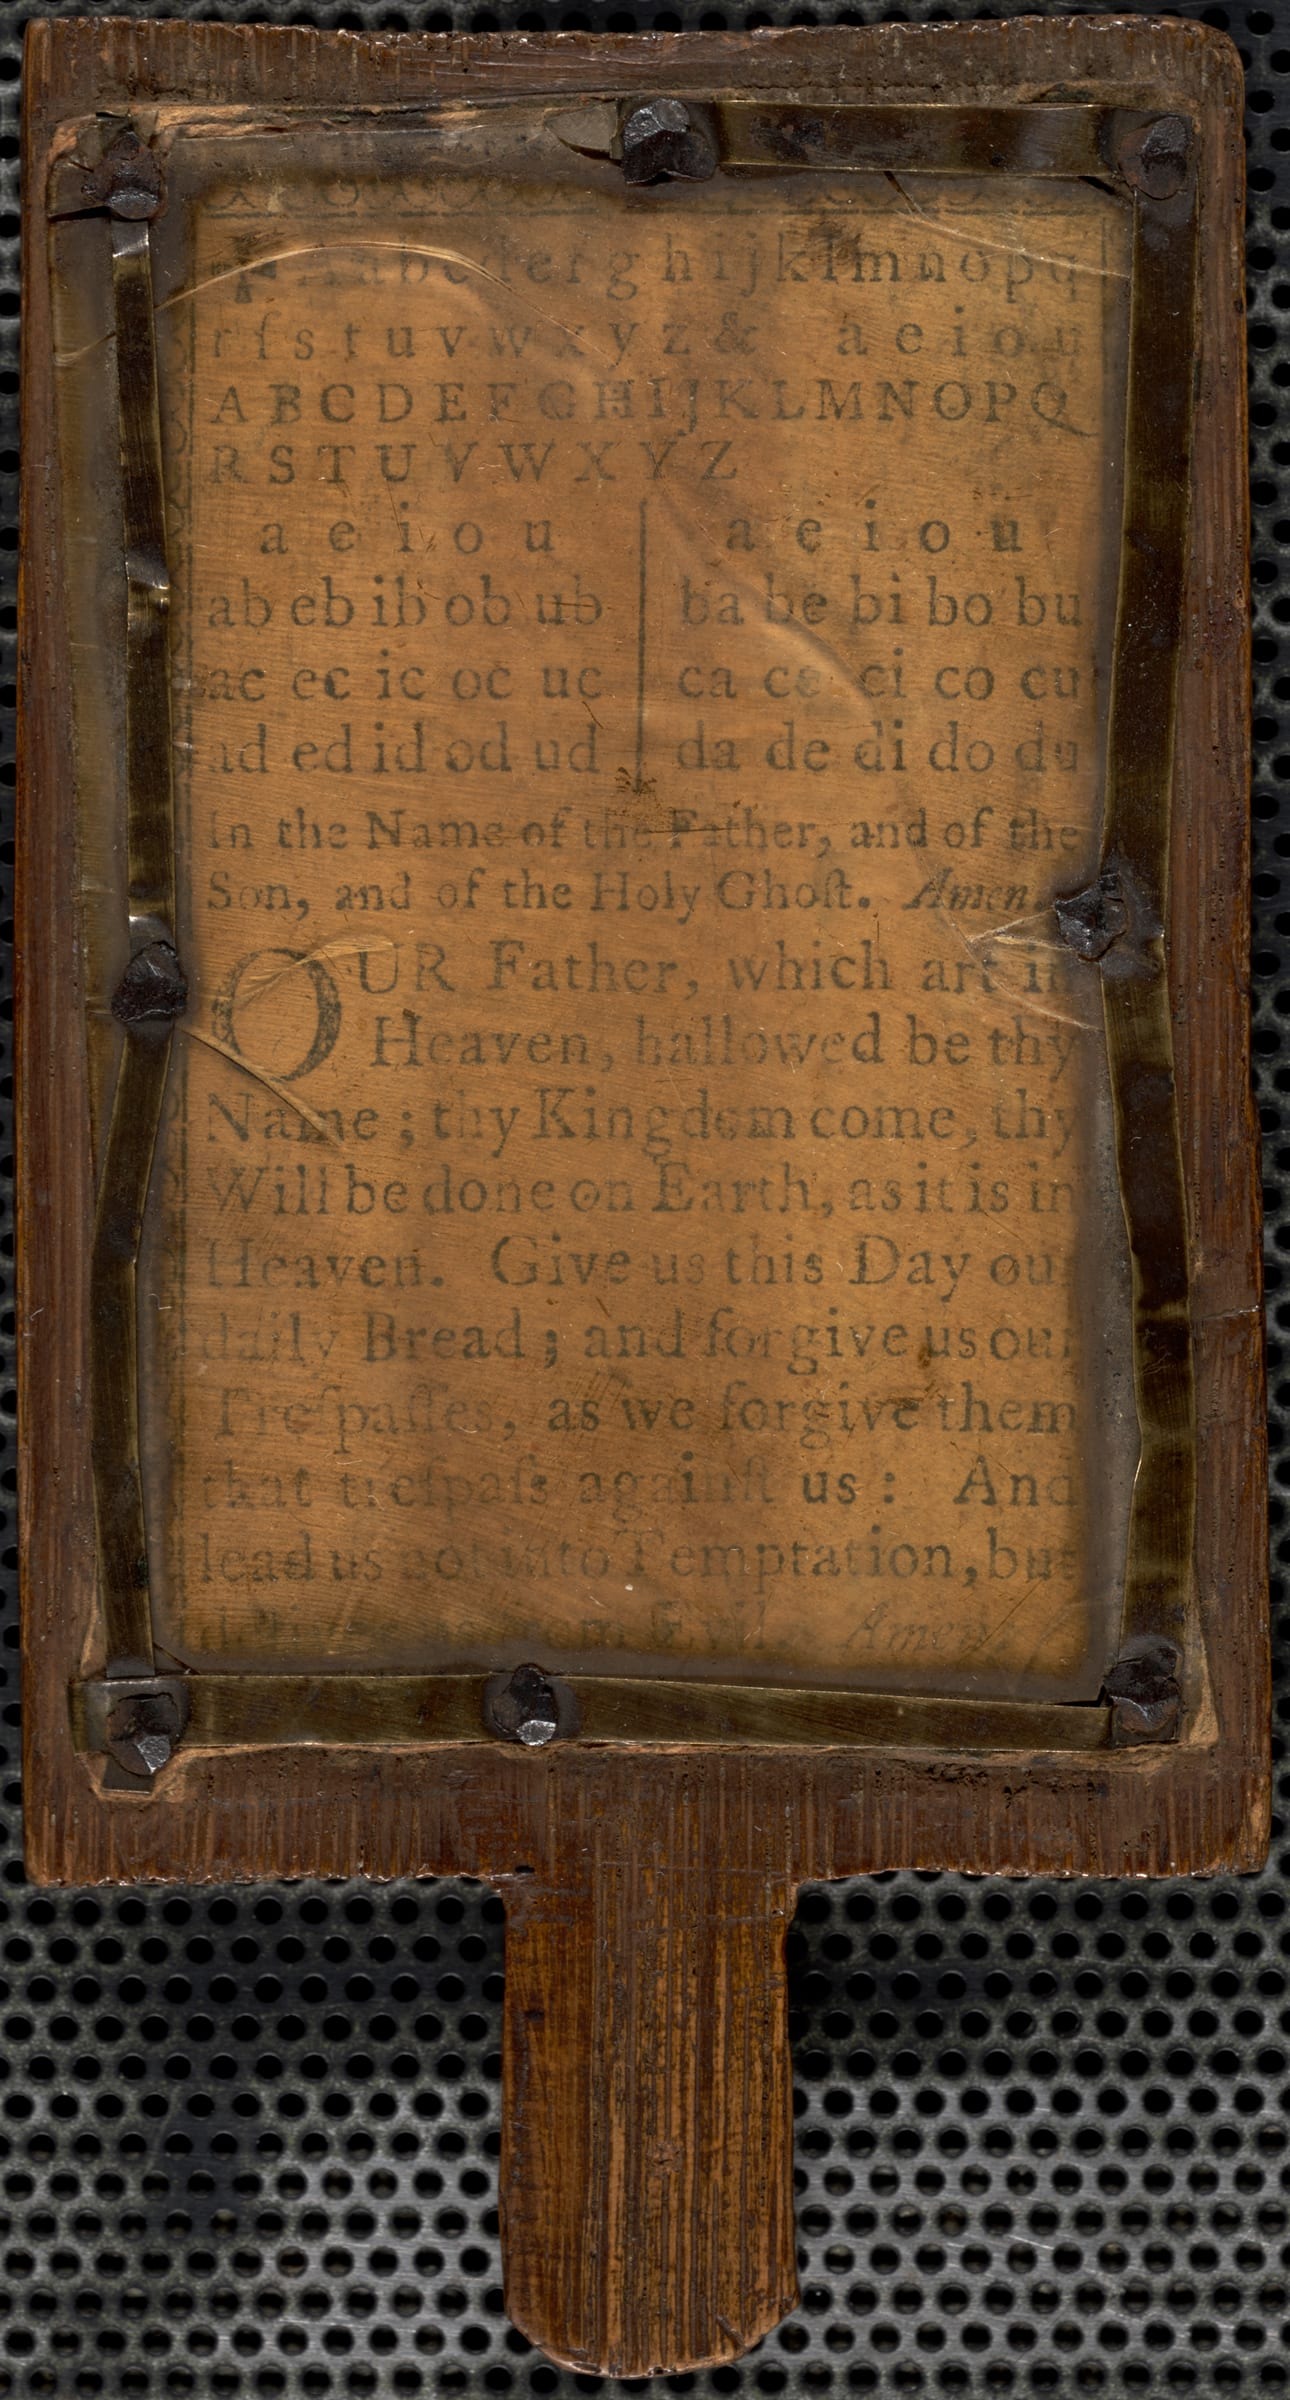 ✠ A a b c d e f g h i j k l m n o p q
r ſ s t u v w x y z & a e i o u
A B C D E F G H I J K L M N O P Q
R S T U V W X Y Z
a e i o u a e i o u
ab eb ib ob ub ba be bi bo bu
ac ec ic oc uc ca ce ci co cu
ad ed id od ud da de di do du
In the Name of the Father, and of the
Son, and of the Holy Ghoſt. Amen.
OUR Father, which art in
Heaven, hallowed be thy
Name ; thy Kingdom come, thy
Will be done on Earth, as it is in
Heaven. Give us this Day our
daily Bread ; and forgive us our
Treſpaſſes, as we forgive them
that treſpaſs againſt us : And
lead us not into Temptation, but
from Evil. Amen.